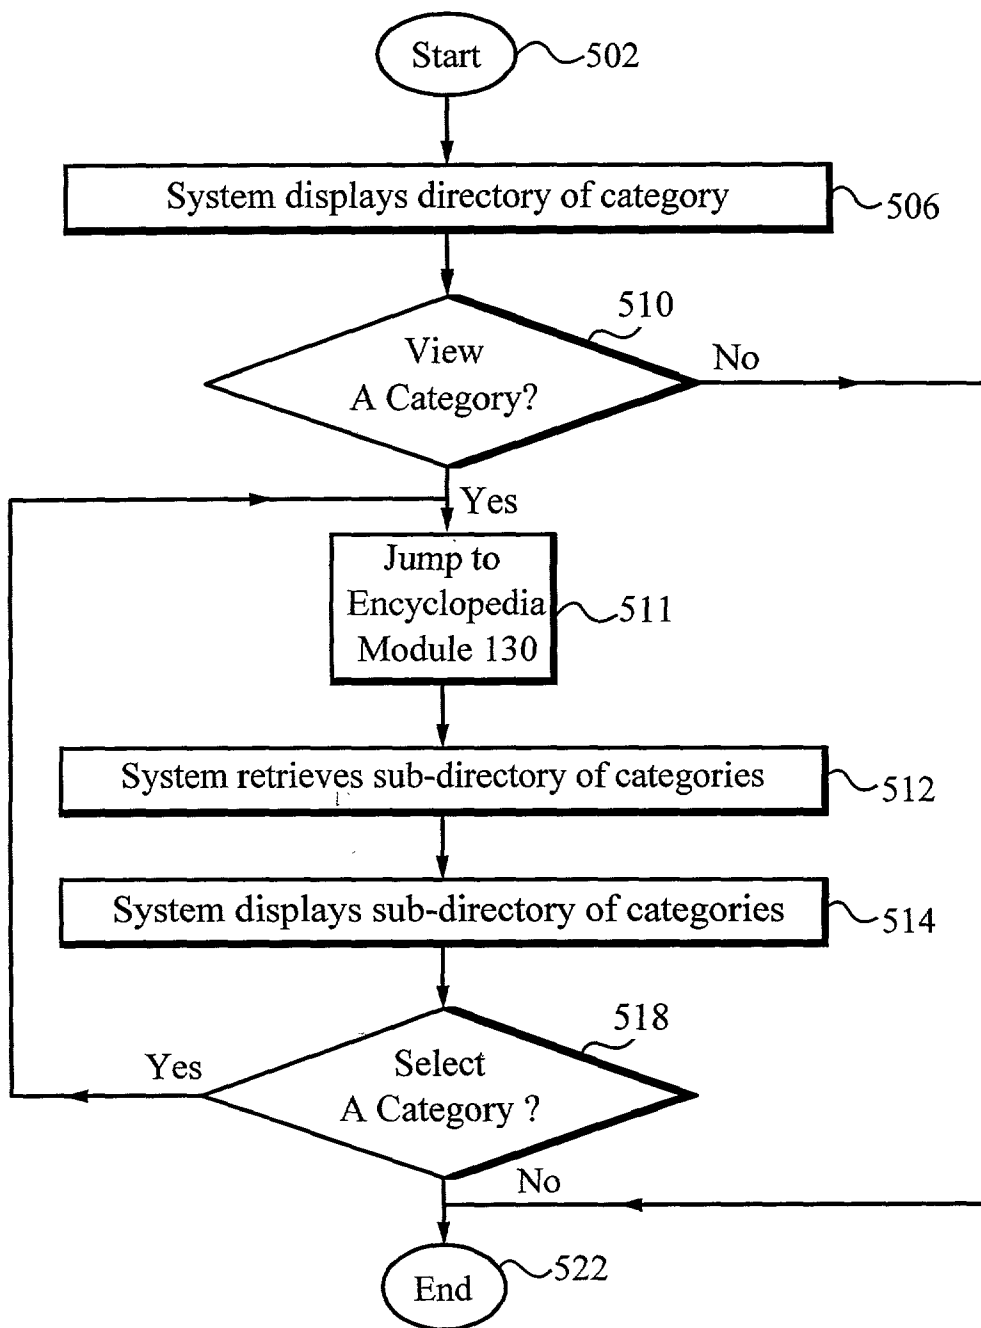 Start
502
System displays directory of category
506
510
View
A Category?
No
Yes
Jump to
Encyclopedia
Module 130
511
System retrieves sub-directory of categories
512
System displays sub-directory of categories
514
518
Yes
Select
A Category ?
No
End
522